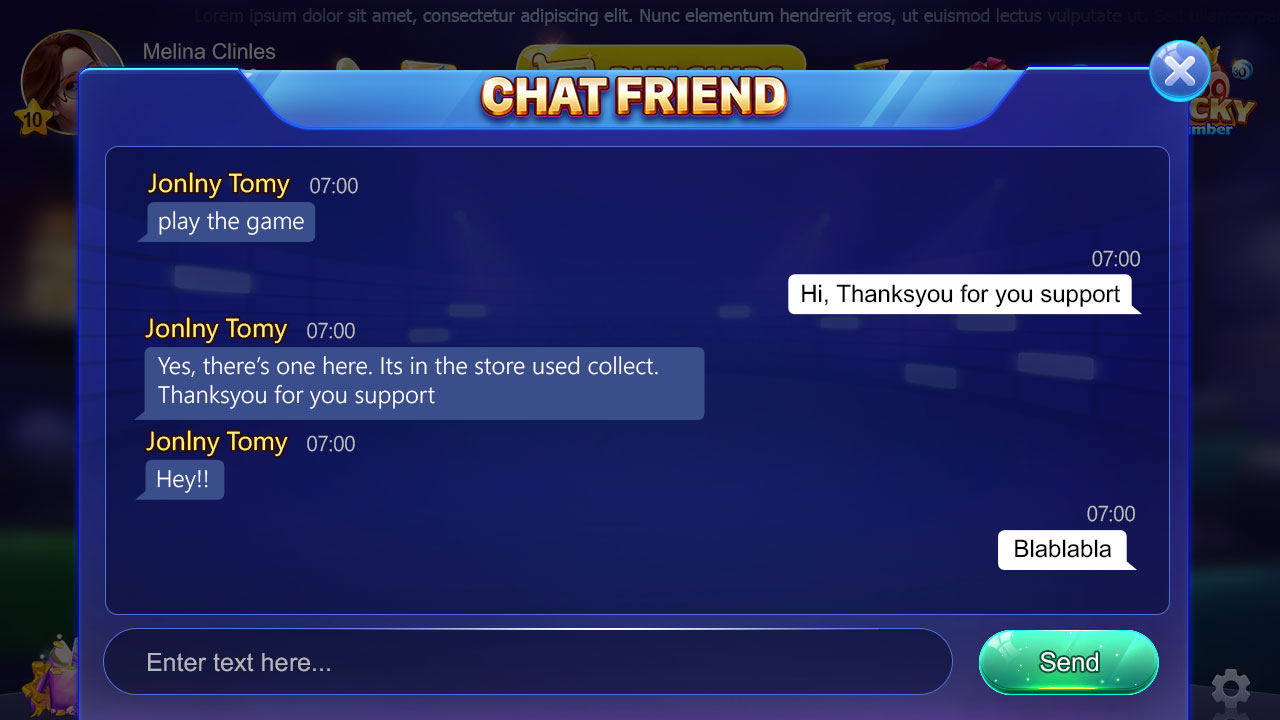 Lorem ipsum dolor sit amet, consectetur adipiscing elit. Nunc elementum hendrerit eros, ut euismod lectus vulputate ut. Sed ullamcorper
Melina Clinles
10
CHAT FRIEND
Jonlny Tomy 07:00
play the game
07:00
Hi, Thanksyou for you support
Jonlny Tomy 07:00
Yes, there's one here. Its in the store used collect.
Thanksyou for you support
Jonlny Tomy 07:00
Hey!!
07:00
Blablabla
Enter text here...
Send